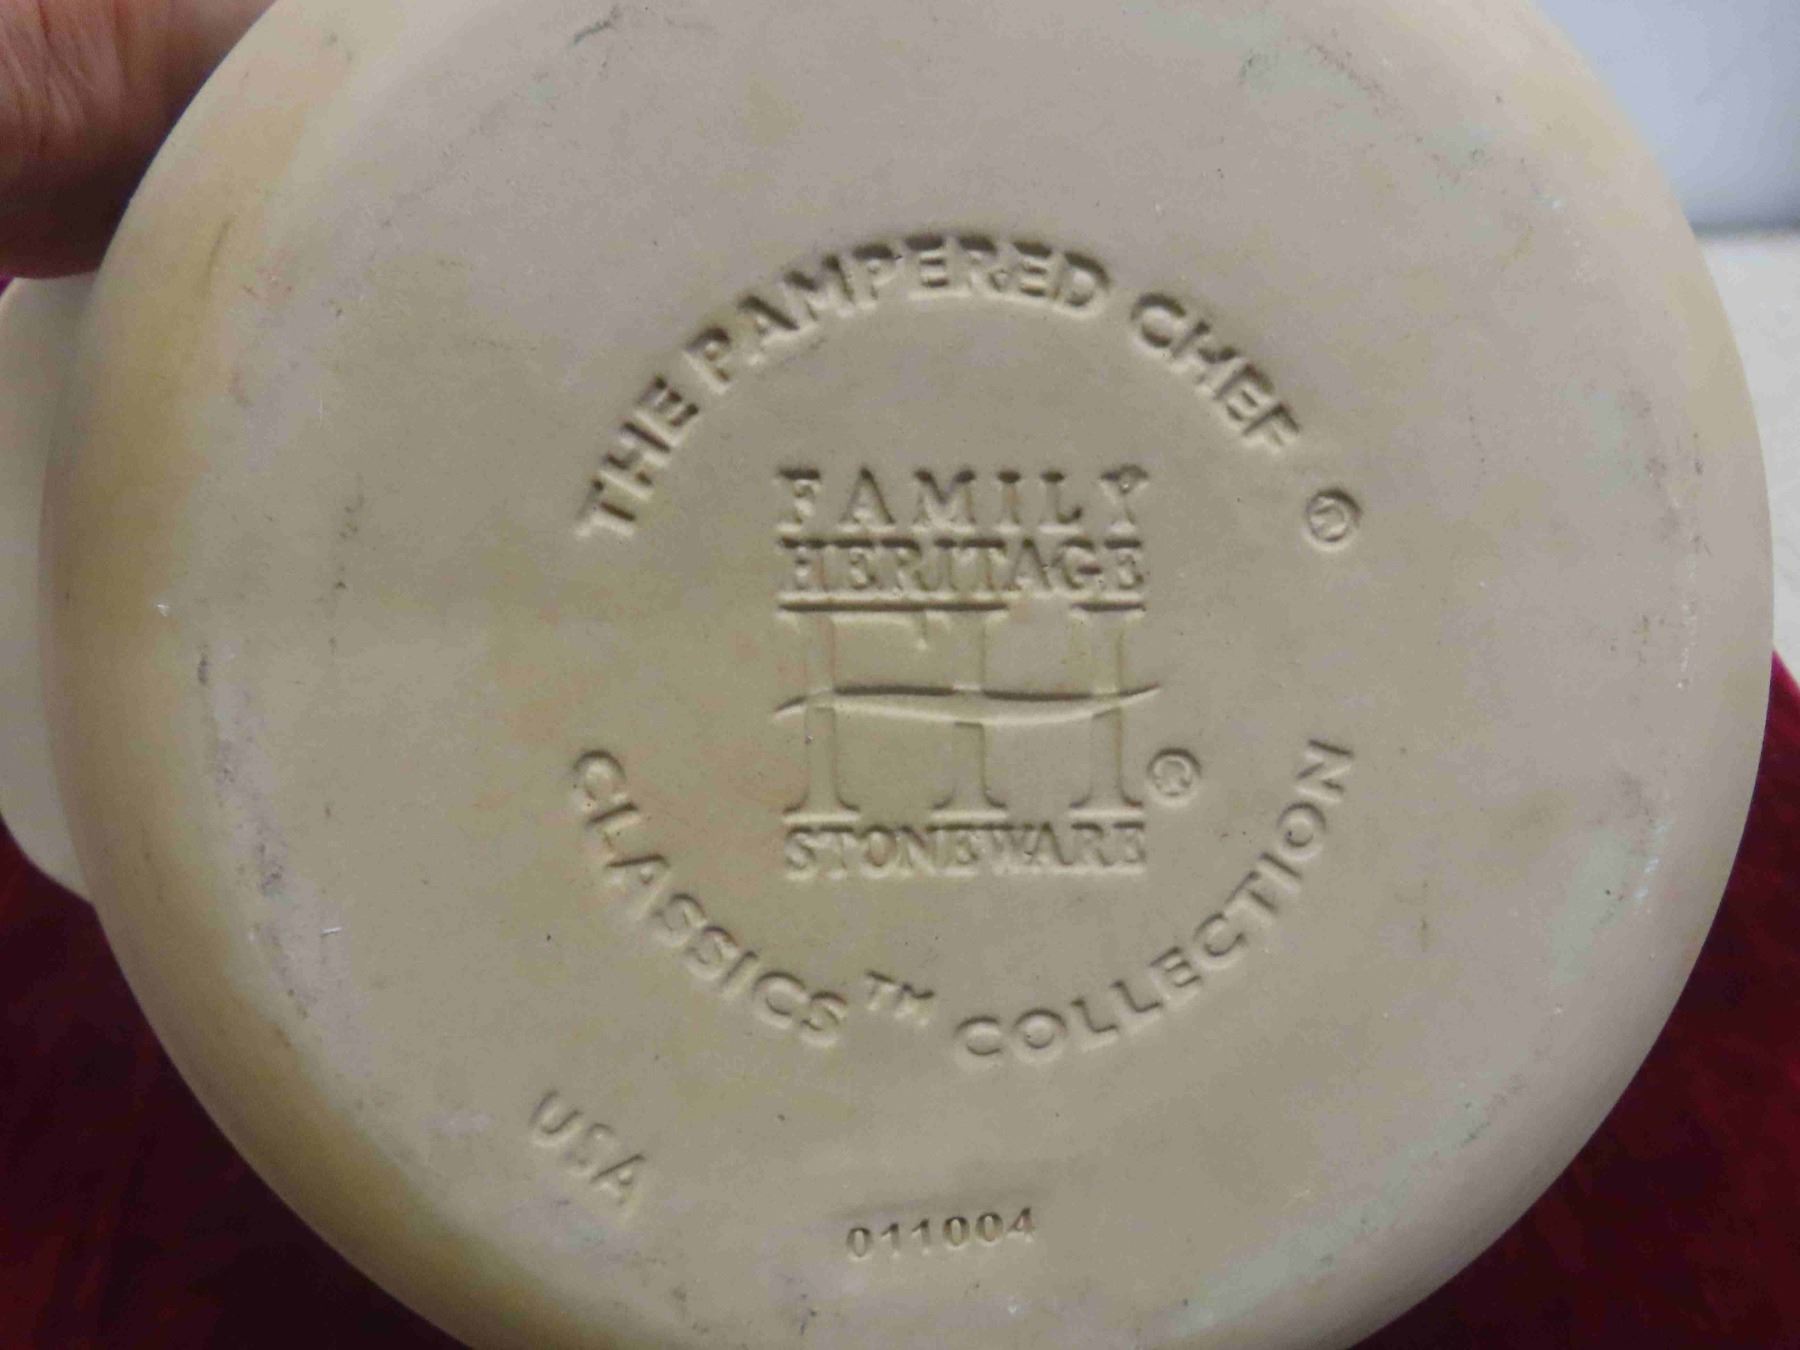 THE PAMPERED CHEF ®
FAMILY
HERITAGE
FH ©
STONEWARE
CLASSICS™ COLLECTION
USA
011004